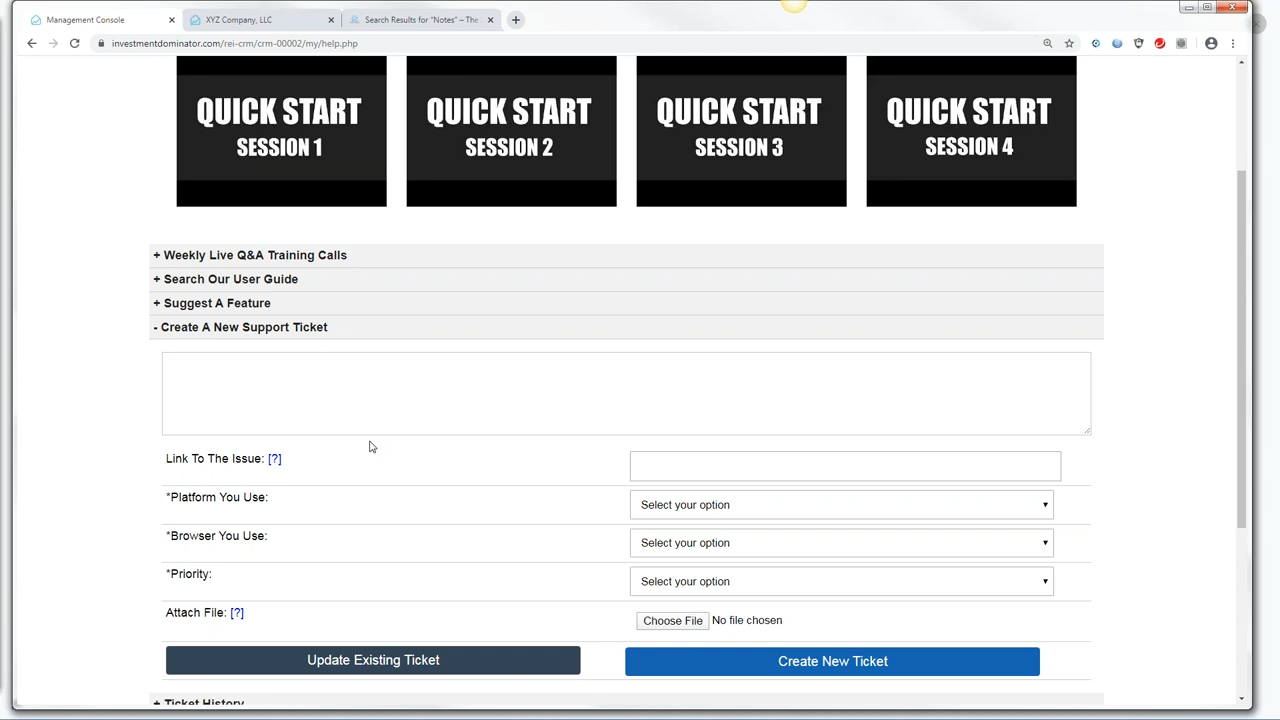 Management Console
XYZ Company, LLC
Search Results for "Notes" – The
investmentdominator.com/rei-crm/crm-00002/my/help.php
QUICK START
SESSION 1
QUICK START
SESSION 2
QUICK START
SESSION 3
QUICK START
SESSION 4
+ Weekly Live Q&A Training Calls
+ Search Our User Guide
+ Suggest A Feature
- Create A New Support Ticket
Link To The Issue: [?]
*Platform You Use:
Select your option
*Browser You Use:
Select your option
*Priority:
Select your option
Attach File: [?]
Choose File No file chosen
Update Existing Ticket
Create New Ticket
+ Ticket History